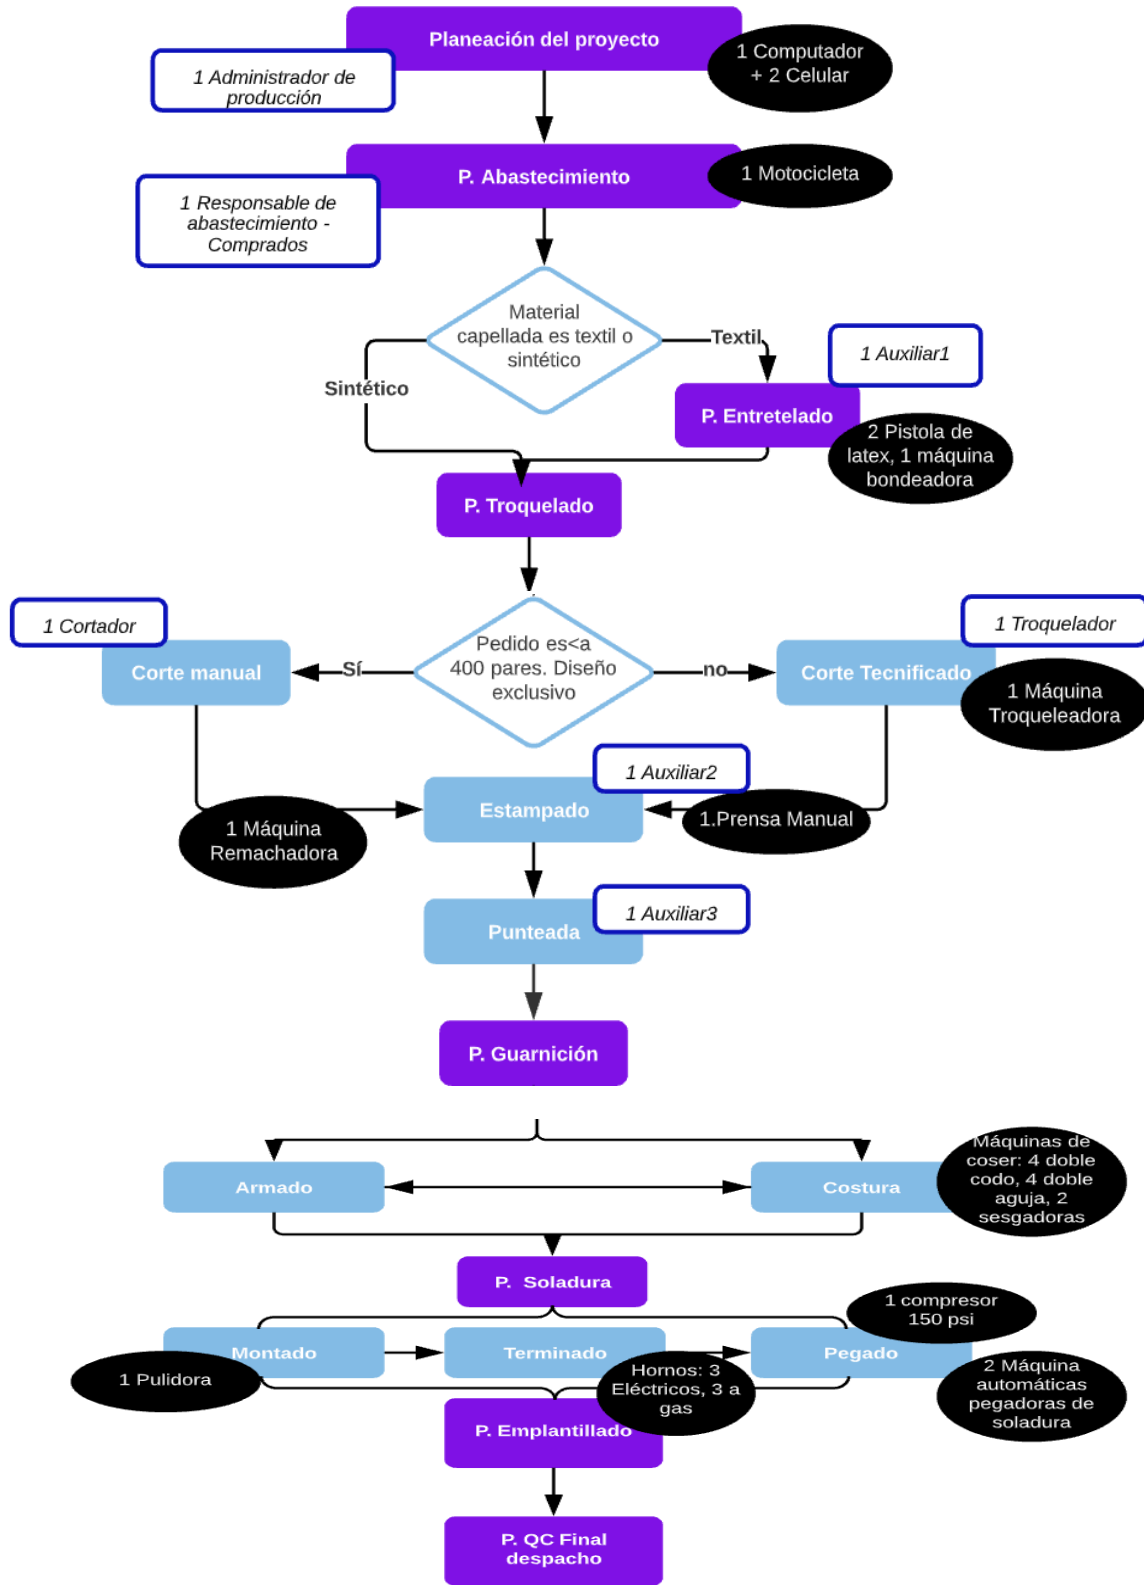 Planeación del proyecto
1 Computador
+ 2 Celular
1 Administrador de
producción
P. Abastecimiento
1 Motocicleta
1 Responsable de
abastecimiento -
Comprados
Material
capellada es textil o
sintético
Textil
Sintético
1 Auxiliar1
P. Entretelado
2 Pistola de
latex, 1 máquina
bondeadora
P. Troquelado
1 Cortador
Corte manual
Sí
Pedido es<a
400 pares. Diseño
exclusivo
no
1 Troquelador
Corte Tecnificado
1 Máquina
Troqueleadora
1 Auxiliar2
Estampado
1 Máquina
Remachadora
1.Prensa Manual
1 Auxiliar3
Punteada
P. Guarnición
Armado
Costura
Máquinas de
coser: 4 doble
codo, 4 doble
aguja, 2
sesgadoras
P. Soladura
1 compresor
150 psi
Montado
Terminado
Pegado
1 Pulidora
Hornos: 3
Eléctricos, 3 a
gas
2 Máquina
automáticas
pegadoras de
soladura
P. Emplantillado
P. QC Final
despacho